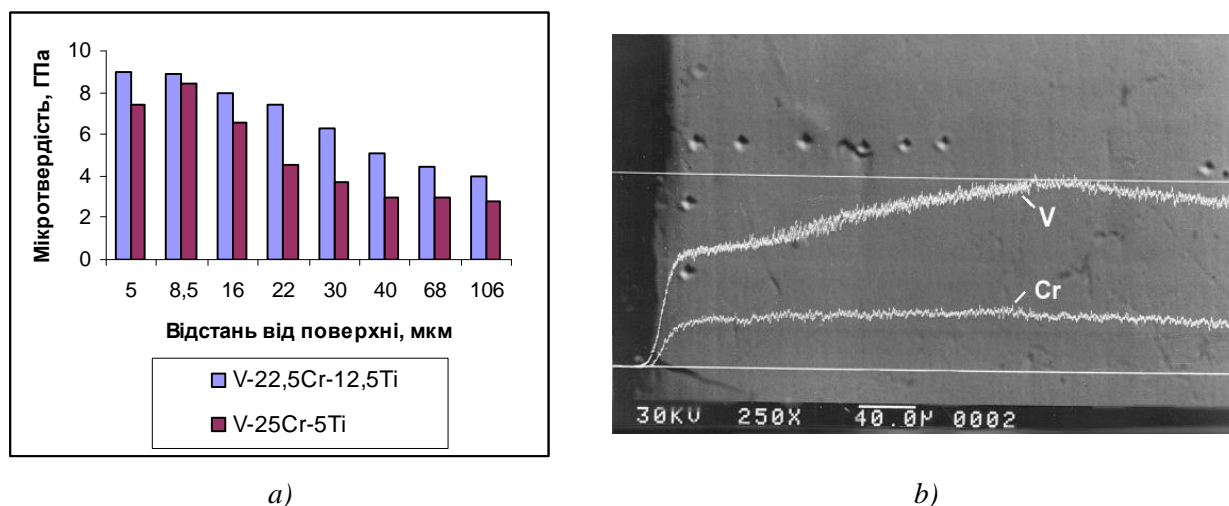 Мікротвердість, ГПа
10
8
6
4
2
0
5 8,5 16 22 30 40 68 106
Відстань від поверхні, мкм
V-22,5Cr-12,5Ti
V-25Cr-5Ti
a)
V
Cr
30KV 250X 40.0µ 0002
b)